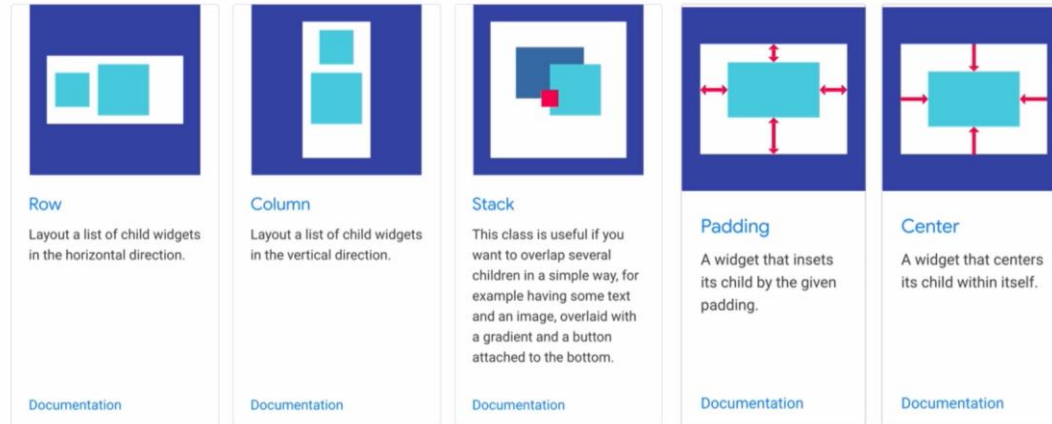 Row
Layout a list of child widgets
in the horizontal direction.
Documentation
Column
Layout a list of child widgets
in the vertical direction.
Documentation
Stack
This class is useful if you
want to overlap several
children in a simple way, for
example having some text
and an image, overlaid with
a gradient and a button
attached to the bottom.
Documentation
Padding
A widget that insets
its child by the given
padding.
Documentation
Center
A widget that centers
its child within itself.
Documentation